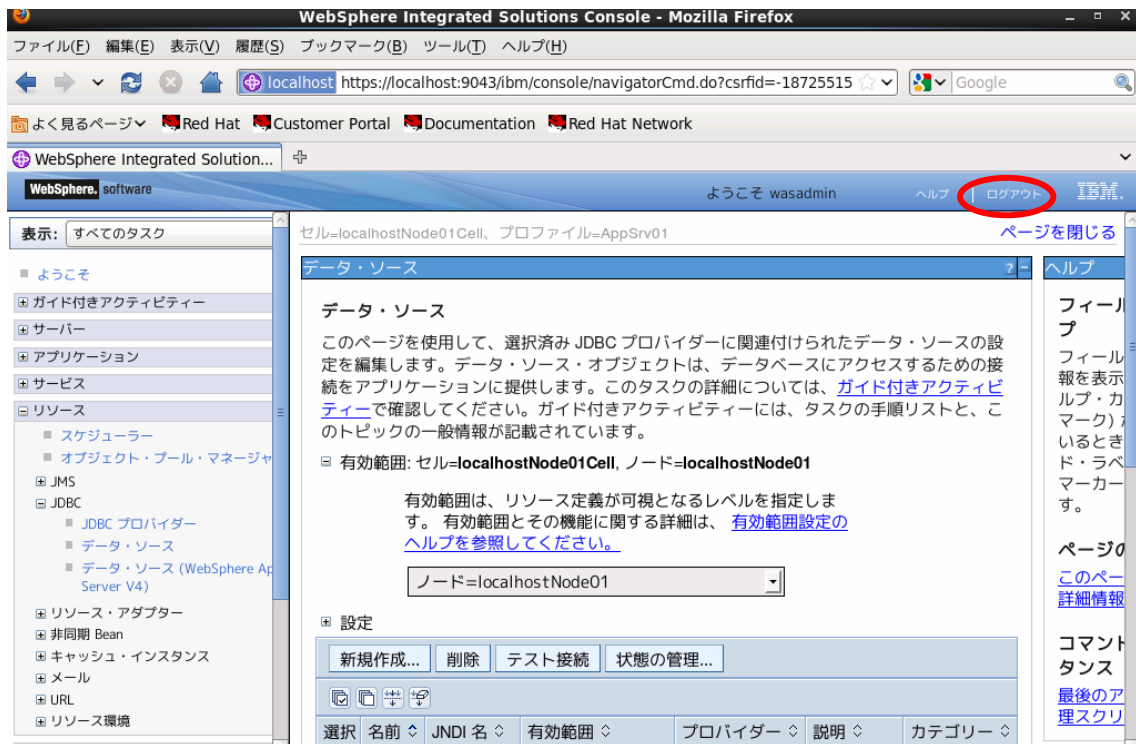 WebSphere Integrated Solutions Console - Mozilla Firefox
ファイル(F) 編集(E) 表示(V) 履歴(S) ブックマーク(B) ツール(T) ヘルプ(H)
localhost https://localhost:9043/ibm/console/navigatorCmd.do?csrfid=-18725515
Google
よく見るページ Red Hat Customer Portal Documentation Red Hat Network
WebSphere Integrated Solution...
WebSphere. software ようこそ wasadmin ヘルプ | ログアウト IBM.
表示: すべてのタスク
ようこそ
ガイド付きアクティビティー
サーバー
アプリケーション
サービス
リソース
スケジューラー
オブジェクト・プール・マネージャ
JMS
JDBC
JDBC プロバイダー
データ・ソース
データ・ソース (WebSphere Ap
Server V4)
リソース・アダプター
非同期 Bean
キャッシュ・インスタンス
メール
URL
リソース環境
セル=localhostNode01Cell、プロファイル=AppSrv01
ページを閉じる
データ・ソース ? -
データ・ソース
このページを使用して、選択済み JDBC プロバイダーに関連付けられたデータ・ソースの設
定を編集します。データ・ソース・オブジェクトは、データベースにアクセスするための接
続をアプリケーションに提供します。このタスクの詳細については、ガイド付きアクティビ
ティーで確認してください。ガイド付きアクティビティーには、タスクの手順リストと、こ
のトピックの一般情報が記載されています。
有効範囲: セル=localhostNode01Cell, ノード=localhostNode01
有効範囲は、リソース定義が可視となるレベルを指定しま
す。 有効範囲とその機能に関する詳細は、 有効範囲設定の
ヘルプを参照してください。
ノード=localhostNode01
設定
新規作成... 削除 テスト接続 状態の管理...
選択 名前 JNDI 名 有効範囲 プロバイダー 説明 カテゴリー
ヘルプ
フィール
プ
フィール
報を表示
ルプ・カ
マーク)
いるとき
ド・ラベ
マーカー
す。
ページの
このペー
詳細情報
コマント
タンス
最後のア
理スクリ